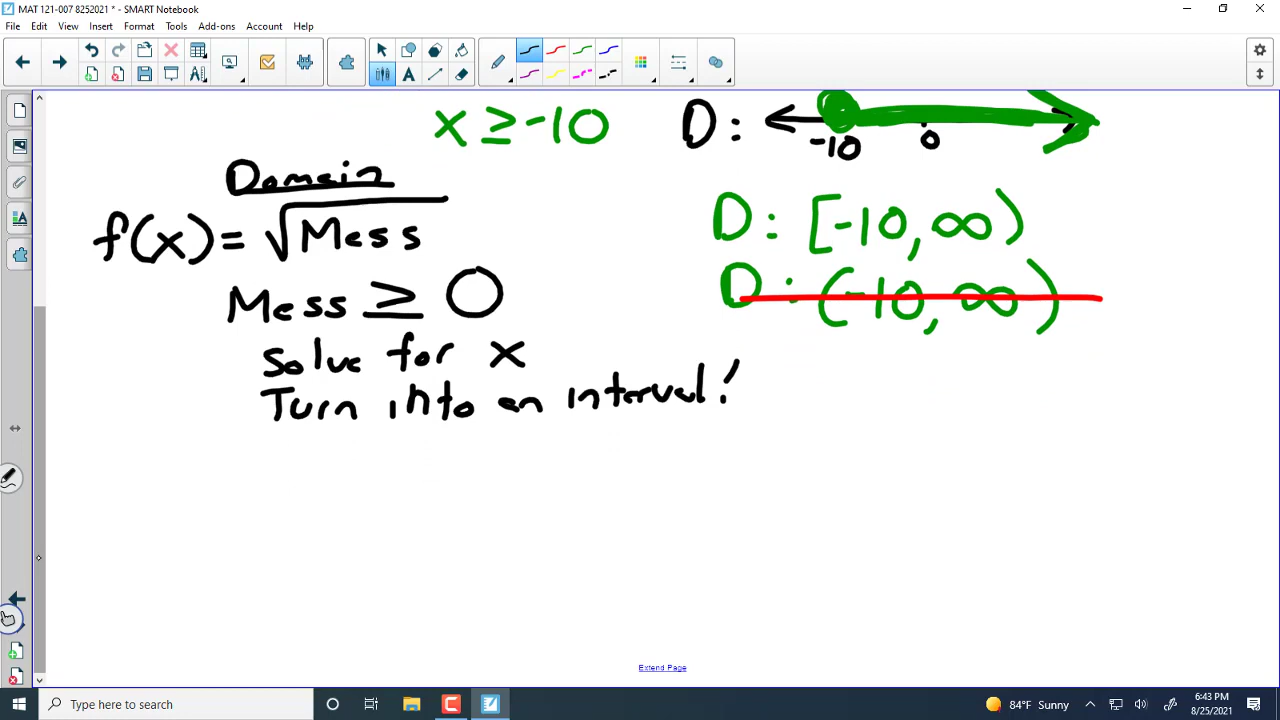 MAT 121-007 8252021 * - SMART Notebook
File Edit View Insert Format Tools Add-ons Account Help
x ≥ -10
D:
-10 0
Domain
f(x) = √Mess
D: [-10, ∞)
Mess ≥ 0
D: (-10, ∞)
Solve for x
Turn into an interval!
Extend Page
Type here to search
84°F Sunny
6:43 PM
8/25/2021